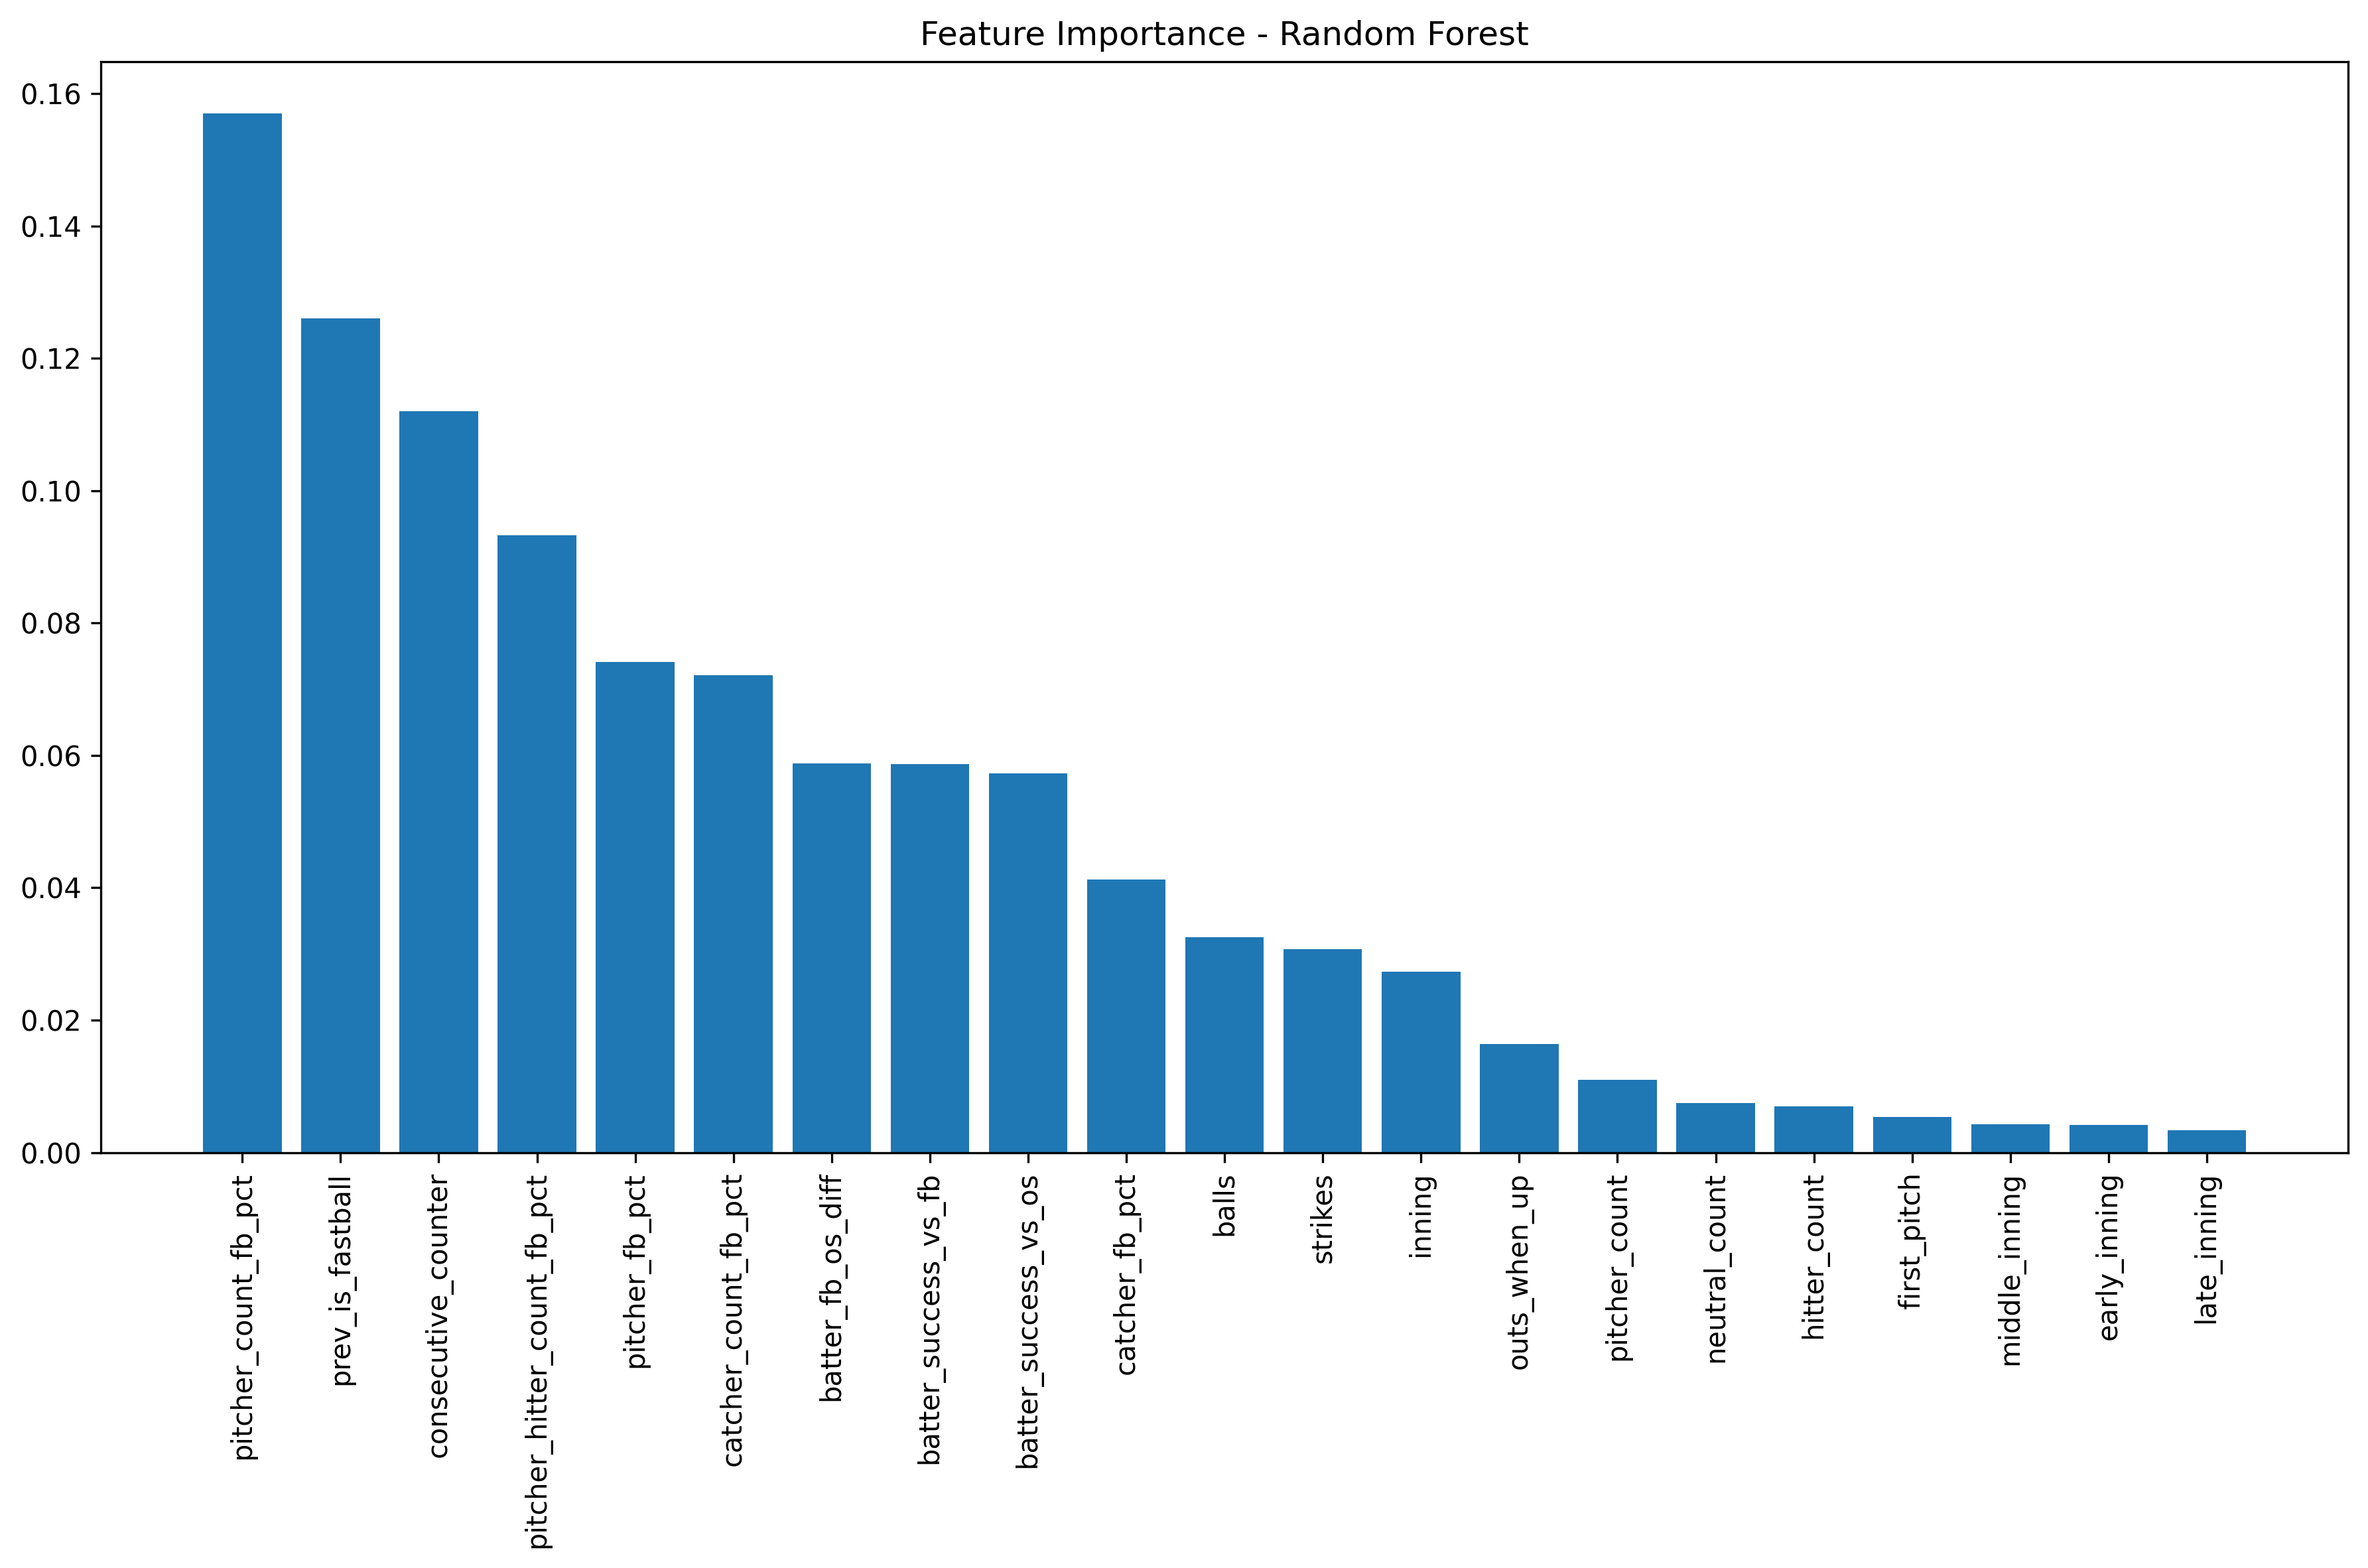 Feature Importance - Random Forest
0.16
0.14
0.12
0.10
0.08
0.06
0.04
0.02
0.00
pitcher_count_fb_pct
prev_is_fastball
consecutive_counter
pitcher_hitter_count_fb_pct
pitcher_fb_pct
catcher_count_fb_pct
batter_fb_os_diff
batter_success_vs_fb
batter_success_vs_os
catcher_fb_pct
balls
strikes
inning
outs_when_up
pitcher_count
neutral_count
hitter_count
first_pitch
middle_inning
early_inning
late_inning